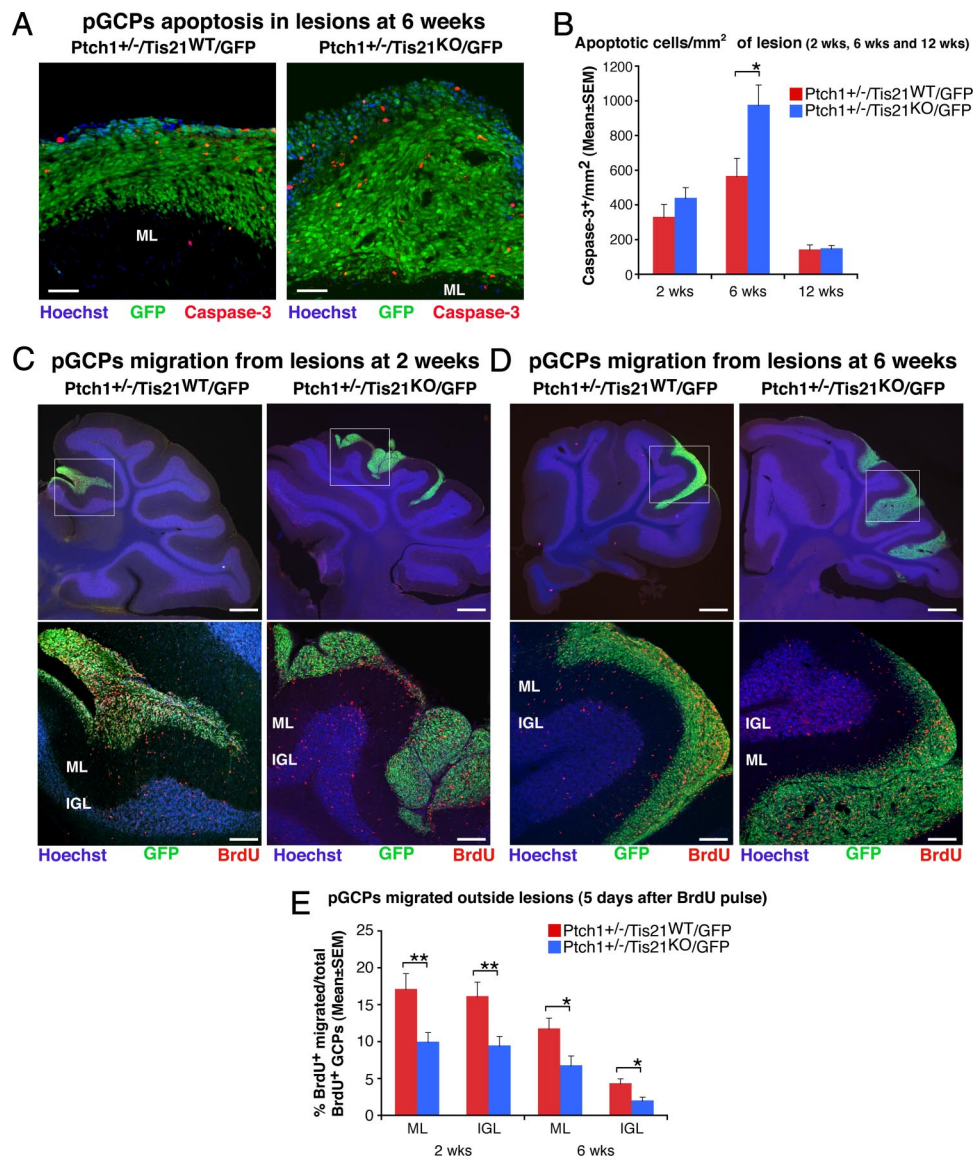 A
pGCPs apoptosis in lesions at 6 weeks
Ptch1+/-/Tis21WT/GFP
Ptch1+/-/Tis21KO/GFP
ML
ML
Hoechst GFP Caspase-3
Hoechst GFP Caspase-3
B
Apoptotic cells/mm2 of lesion (2 wks, 6 wks and 12 wks)
Caspase-3+/mm2 (Mean±SEM)
1200
1000
800
600
400
200
0
*
Ptch1+/-/Tis21WT/GFP
Ptch1+/-/Tis21KO/GFP
2 wks 6 wks 12 wks
C
pGCPs migration from lesions at 2 weeks
Ptch1+/-/Tis21WT/GFP
Ptch1+/-/Tis21KO/GFP
ML
IGL
ML
IGL
Hoechst GFP BrdU
Hoechst GFP BrdU
D
pGCPs migration from lesions at 6 weeks
Ptch1+/-/Tis21WT/GFP
Ptch1+/-/Tis21KO/GFP
ML
IGL
IGL
ML
Hoechst GFP BrdU
Hoechst GFP BrdU
E
pGCPs migrated outside lesions (5 days after BrdU pulse)
% BrdU+ migrated/total
BrdU+ GCPs (Mean±SEM)
25
20
15
10
5
0
**
**
*
*
Ptch1+/-/Tis21WT/GFP
Ptch1+/-/Tis21KO/GFP
ML IGL ML IGL
2 wks 6 wks